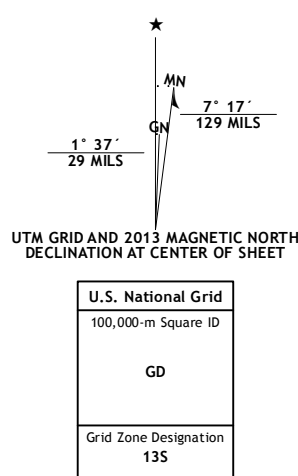 ★
MN
7° 17´
129 MILS
GN
1° 37´
29 MILS
UTM GRID AND 2013 MAGNETIC NORTH
DECLINATION AT CENTER OF SHEET
U.S. National Grid
100,000-m Square ID
GD
Grid Zone Designation
13S